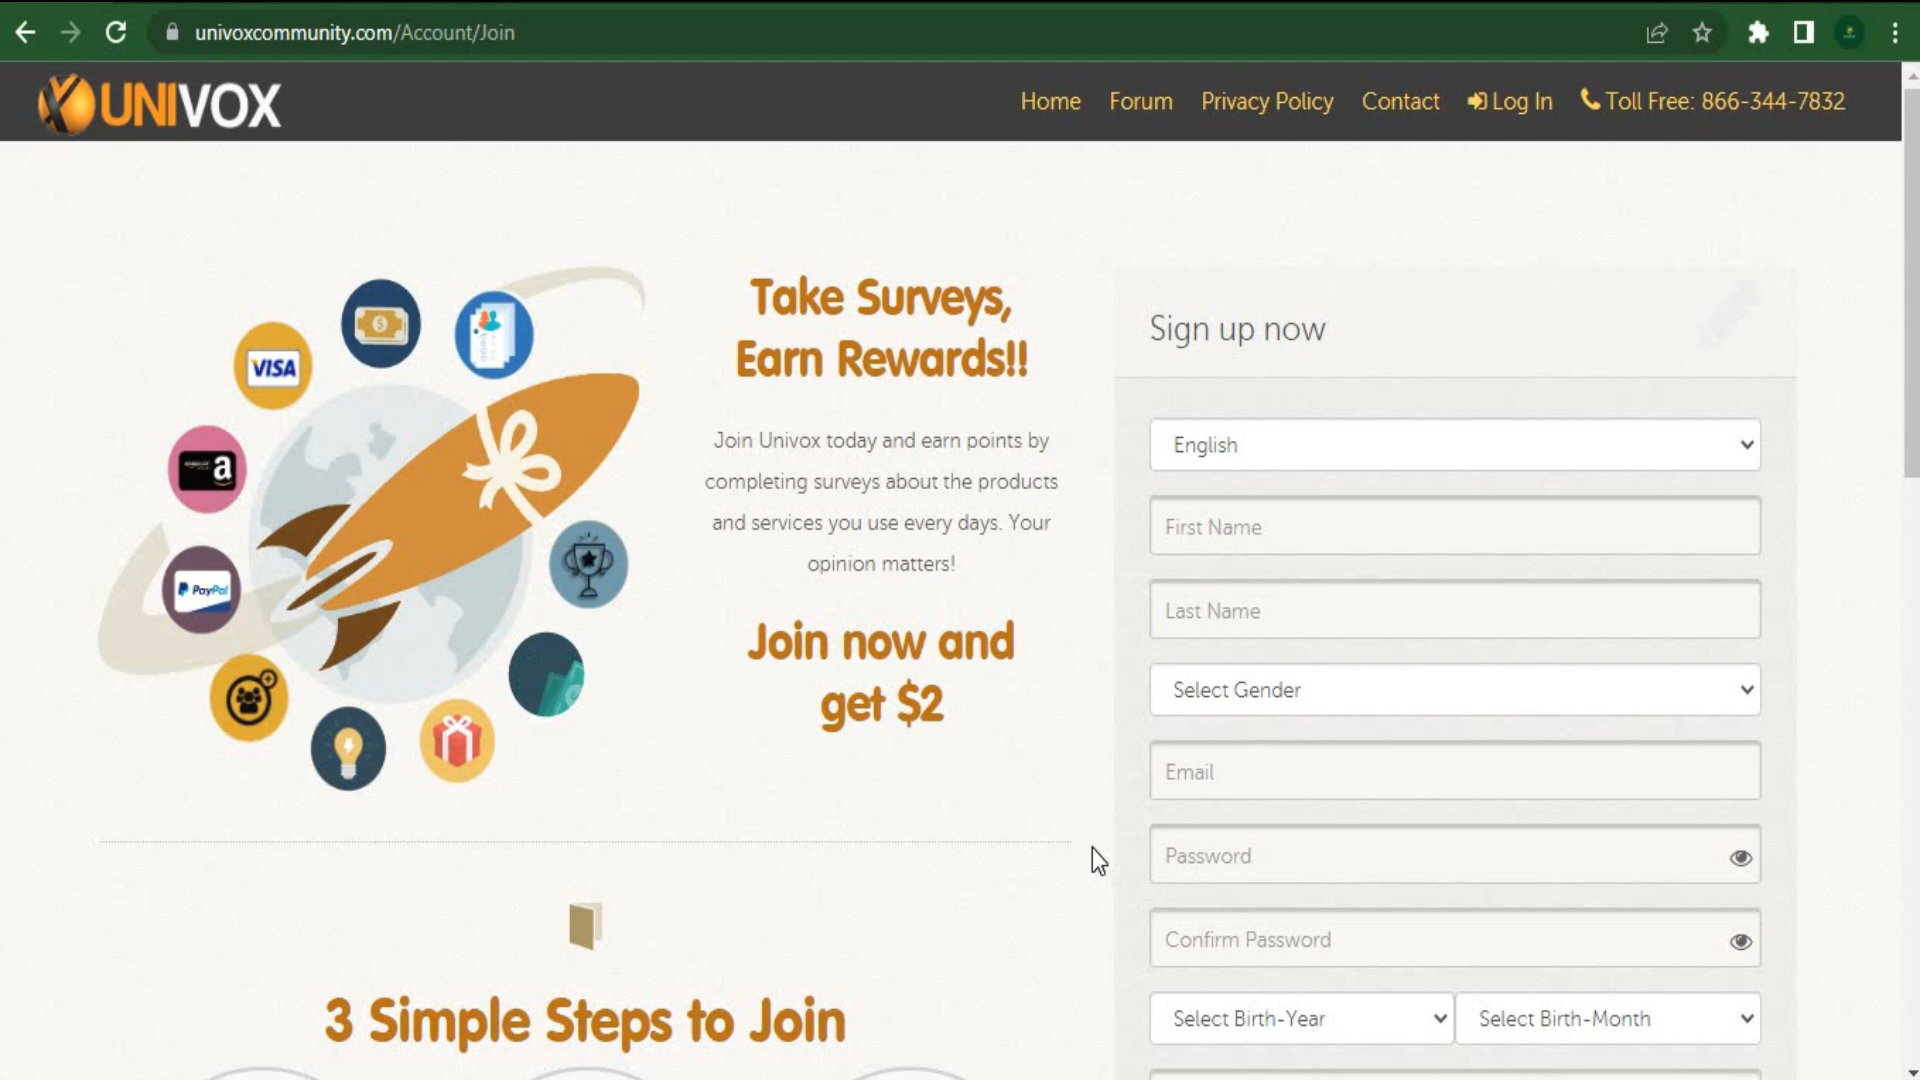 univoxcommunity.com/Account/Join
UNIVOX
Home Forum Privacy Policy Contact Log In Toll Free: 866-344-7832
VISA
a
PayPal
Take Surveys,
Earn Rewards!!
Join Univox today and earn points by
completing surveys about the products
and services you use every days. Your
opinion matters!
Join now and
get $2
3 Simple Steps to Join
Sign up now
English
First Name
Last Name
Select Gender
Email
Password
Confirm Password
Select Birth-Year Select Birth-Month